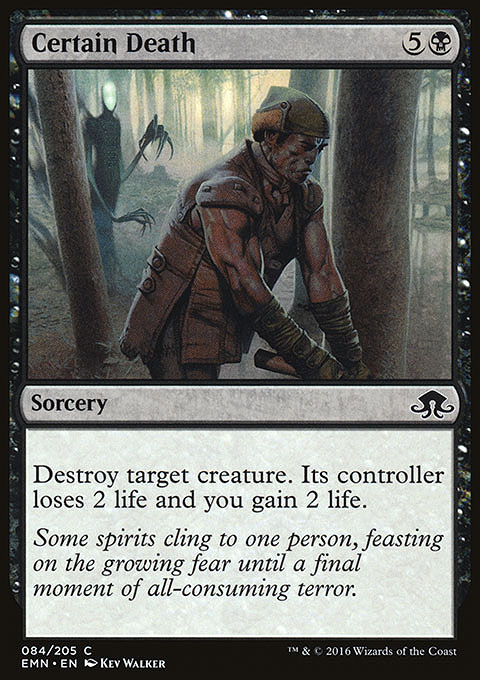 Certain Death 5
Sorcery
Destroy target creature. Its controller
loses 2 life and you gain 2 life.
Some spirits cling to one person, feasting
on the growing fear until a final
moment of all-consuming terror.
084/205 C
EMN • EN Kev Walker
™ & © 2016 Wizards of the Coast